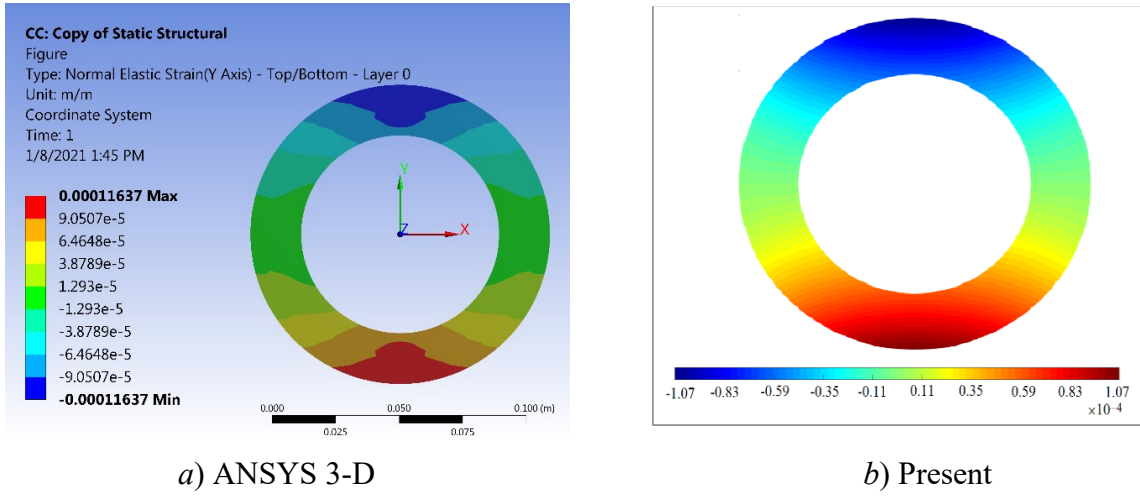 CC: Copy of Static Structural
Figure
Type: Normal Elastic Strain(Y Axis) - Top/Bottom - Layer 0
Unit: m/m
Coordinate System
Time: 1
1/8/2021 1:45 PM
0.00011637 Max
9.0507e-5
6.4648e-5
3.8789e-5
1.293e-5
-1.293e-5
-3.8789e-5
-6.4648e-5
-9.0507e-5
-0.00011637 Min
Y
X
Z
0.000 0.050 0.100 (m)
0.025 0.075
-1.07 -0.83 -0.59 -0.35 -0.11 0.11 0.35 0.59 0.83 1.07
×10⁻⁴
a) ANSYS 3-D
b) Present